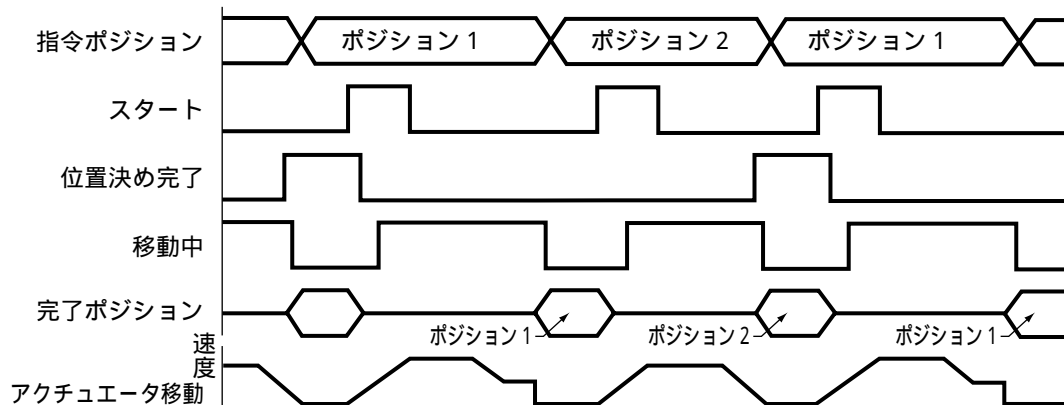 指令ポジション
ポジション 1
ポジション 2
ポジション 1
スタート
位置決め完了
移動中
完了ポジション
ポジション 1
ポジション 2
ポジション 1
速度
アクチュエータ移動